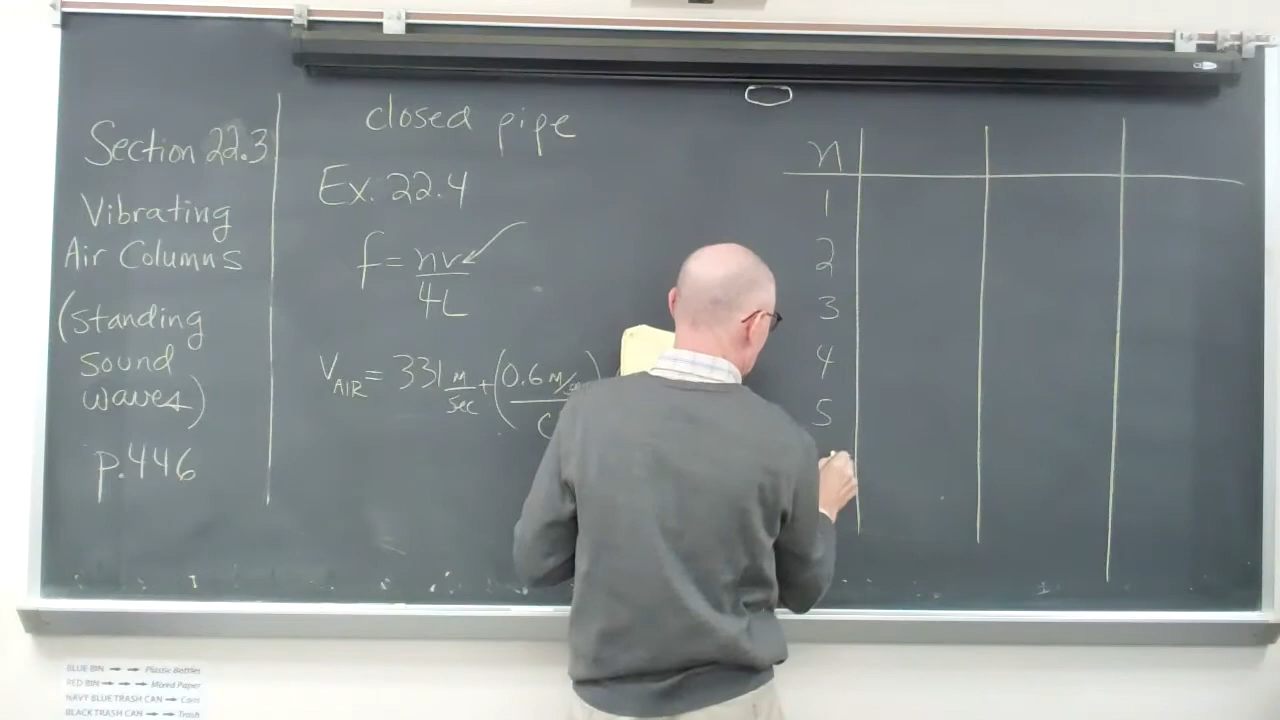 Section 22.3
Vibrating
Air Columns
(standing
sound
waves)
p.446
closed pipe
Ex. 22.4
f = nv
4L
VAIR = 331 M/sec + (0.6 M/
C
n
1
2
3
4
5
BLUE BIN → → Plastic Bottles
RED BIN → → → Mixed Paper
NAVY BLUE TRASH CAN → Cans
BLACK TRASH CAN → → Trash